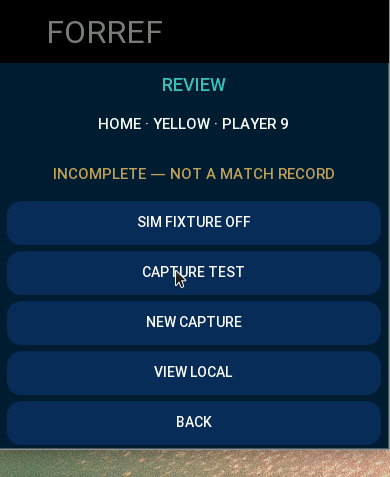 FORREF
REVIEW
HOME · YELLOW · PLAYER 9
INCOMPLETE — NOT A MATCH RECORD
SIM FIXTURE OFF
CAPTURE TEST
NEW CAPTURE
VIEW LOCAL
BACK